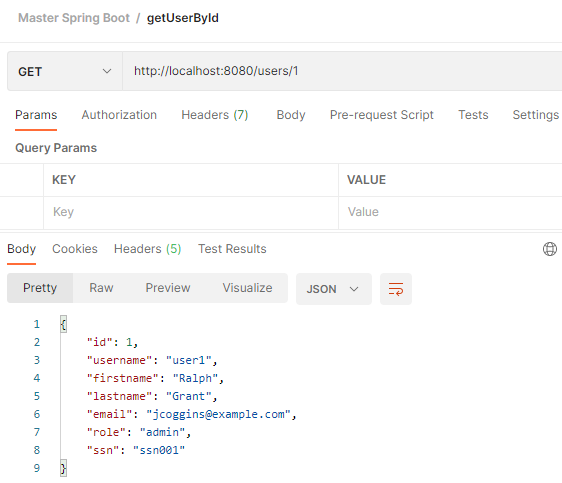 Master Spring Boot / getUserById
GET http://localhost:8080/users/1
Params Authorization Headers (7) Body Pre-request Script Tests Settings
Query Params
KEY VALUE
Key Value
Body Cookies Headers (5) Test Results
Pretty Raw Preview Visualize JSON
1 {
2 "id": 1,
3 "username": "user1",
4 "firstname": "Ralph",
5 "lastname": "Grant",
6 "email": "jcoggins@example.com",
7 "role": "admin",
8 "ssn": "ssn001"
9 }